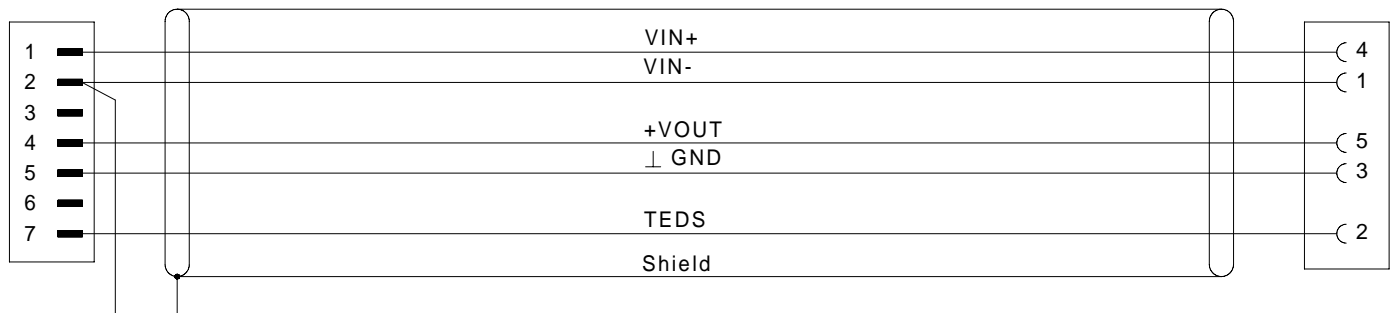 1 VIN+ 4
2 VIN- 1
3
4 +VOUT 5
5 ⊥ GND 3
6
7 TEDS 2
Shield